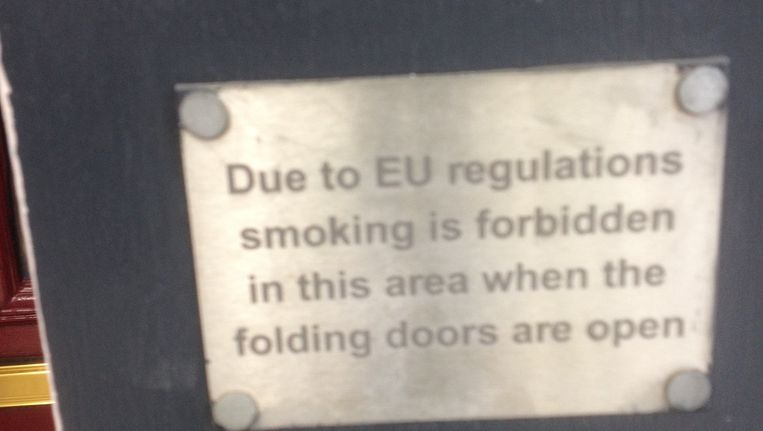 Due to EU regulations
smoking is forbidden
in this area when the
folding doors are open